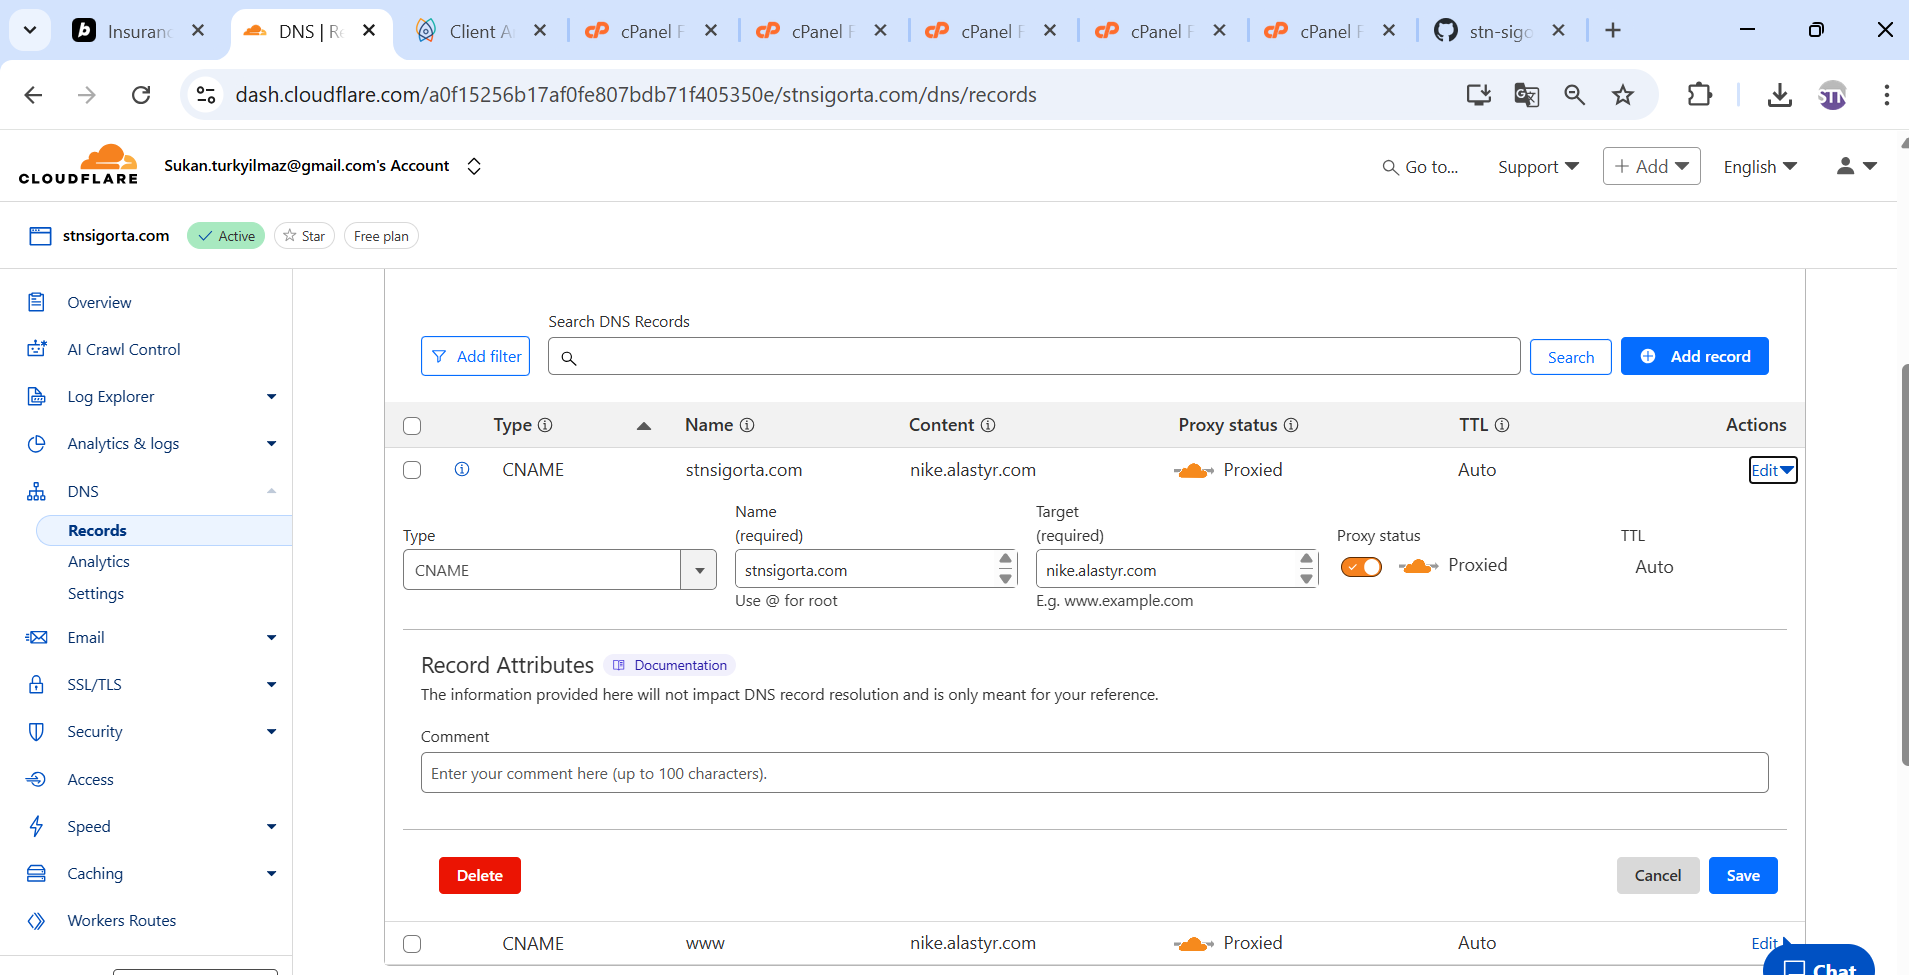 Insuranc
DNS | Re
Client A
cPanel F
cPanel F
cPanel F
cPanel F
cPanel F
stn-sigo
dash.cloudflare.com/a0f15256b17af0fe807bdb71f405350e/stnsigorta.com/dns/records
STN
CLOUDFLARE
Sukan.turkyilmaz@gmail.com's Account
Go to...
Support
Add
English
stnsigorta.com
Active
Star
Free plan
Overview
AI Crawl Control
Log Explorer
Analytics & logs
DNS
Records
Analytics
Settings
Email
SSL/TLS
Security
Access
Speed
Caching
Workers Routes
Search DNS Records
Add filter
Search
Add record
Type Name Content Proxy status TTL Actions
CNAME stnsigorta.com nike.alastyr.com Proxied Auto Edit
Type
CNAME
Name
(required)
stnsigorta.com
Use @ for root
Target
(required)
nike.alastyr.com
E.g. www.example.com
Proxy status
Proxied
TTL
Auto
Record Attributes Documentation
The information provided here will not impact DNS record resolution and is only meant for your reference.
Comment
Enter your comment here (up to 100 characters).
Delete
Cancel
Save
CNAME www nike.alastyr.com Proxied Auto Edit
Chat